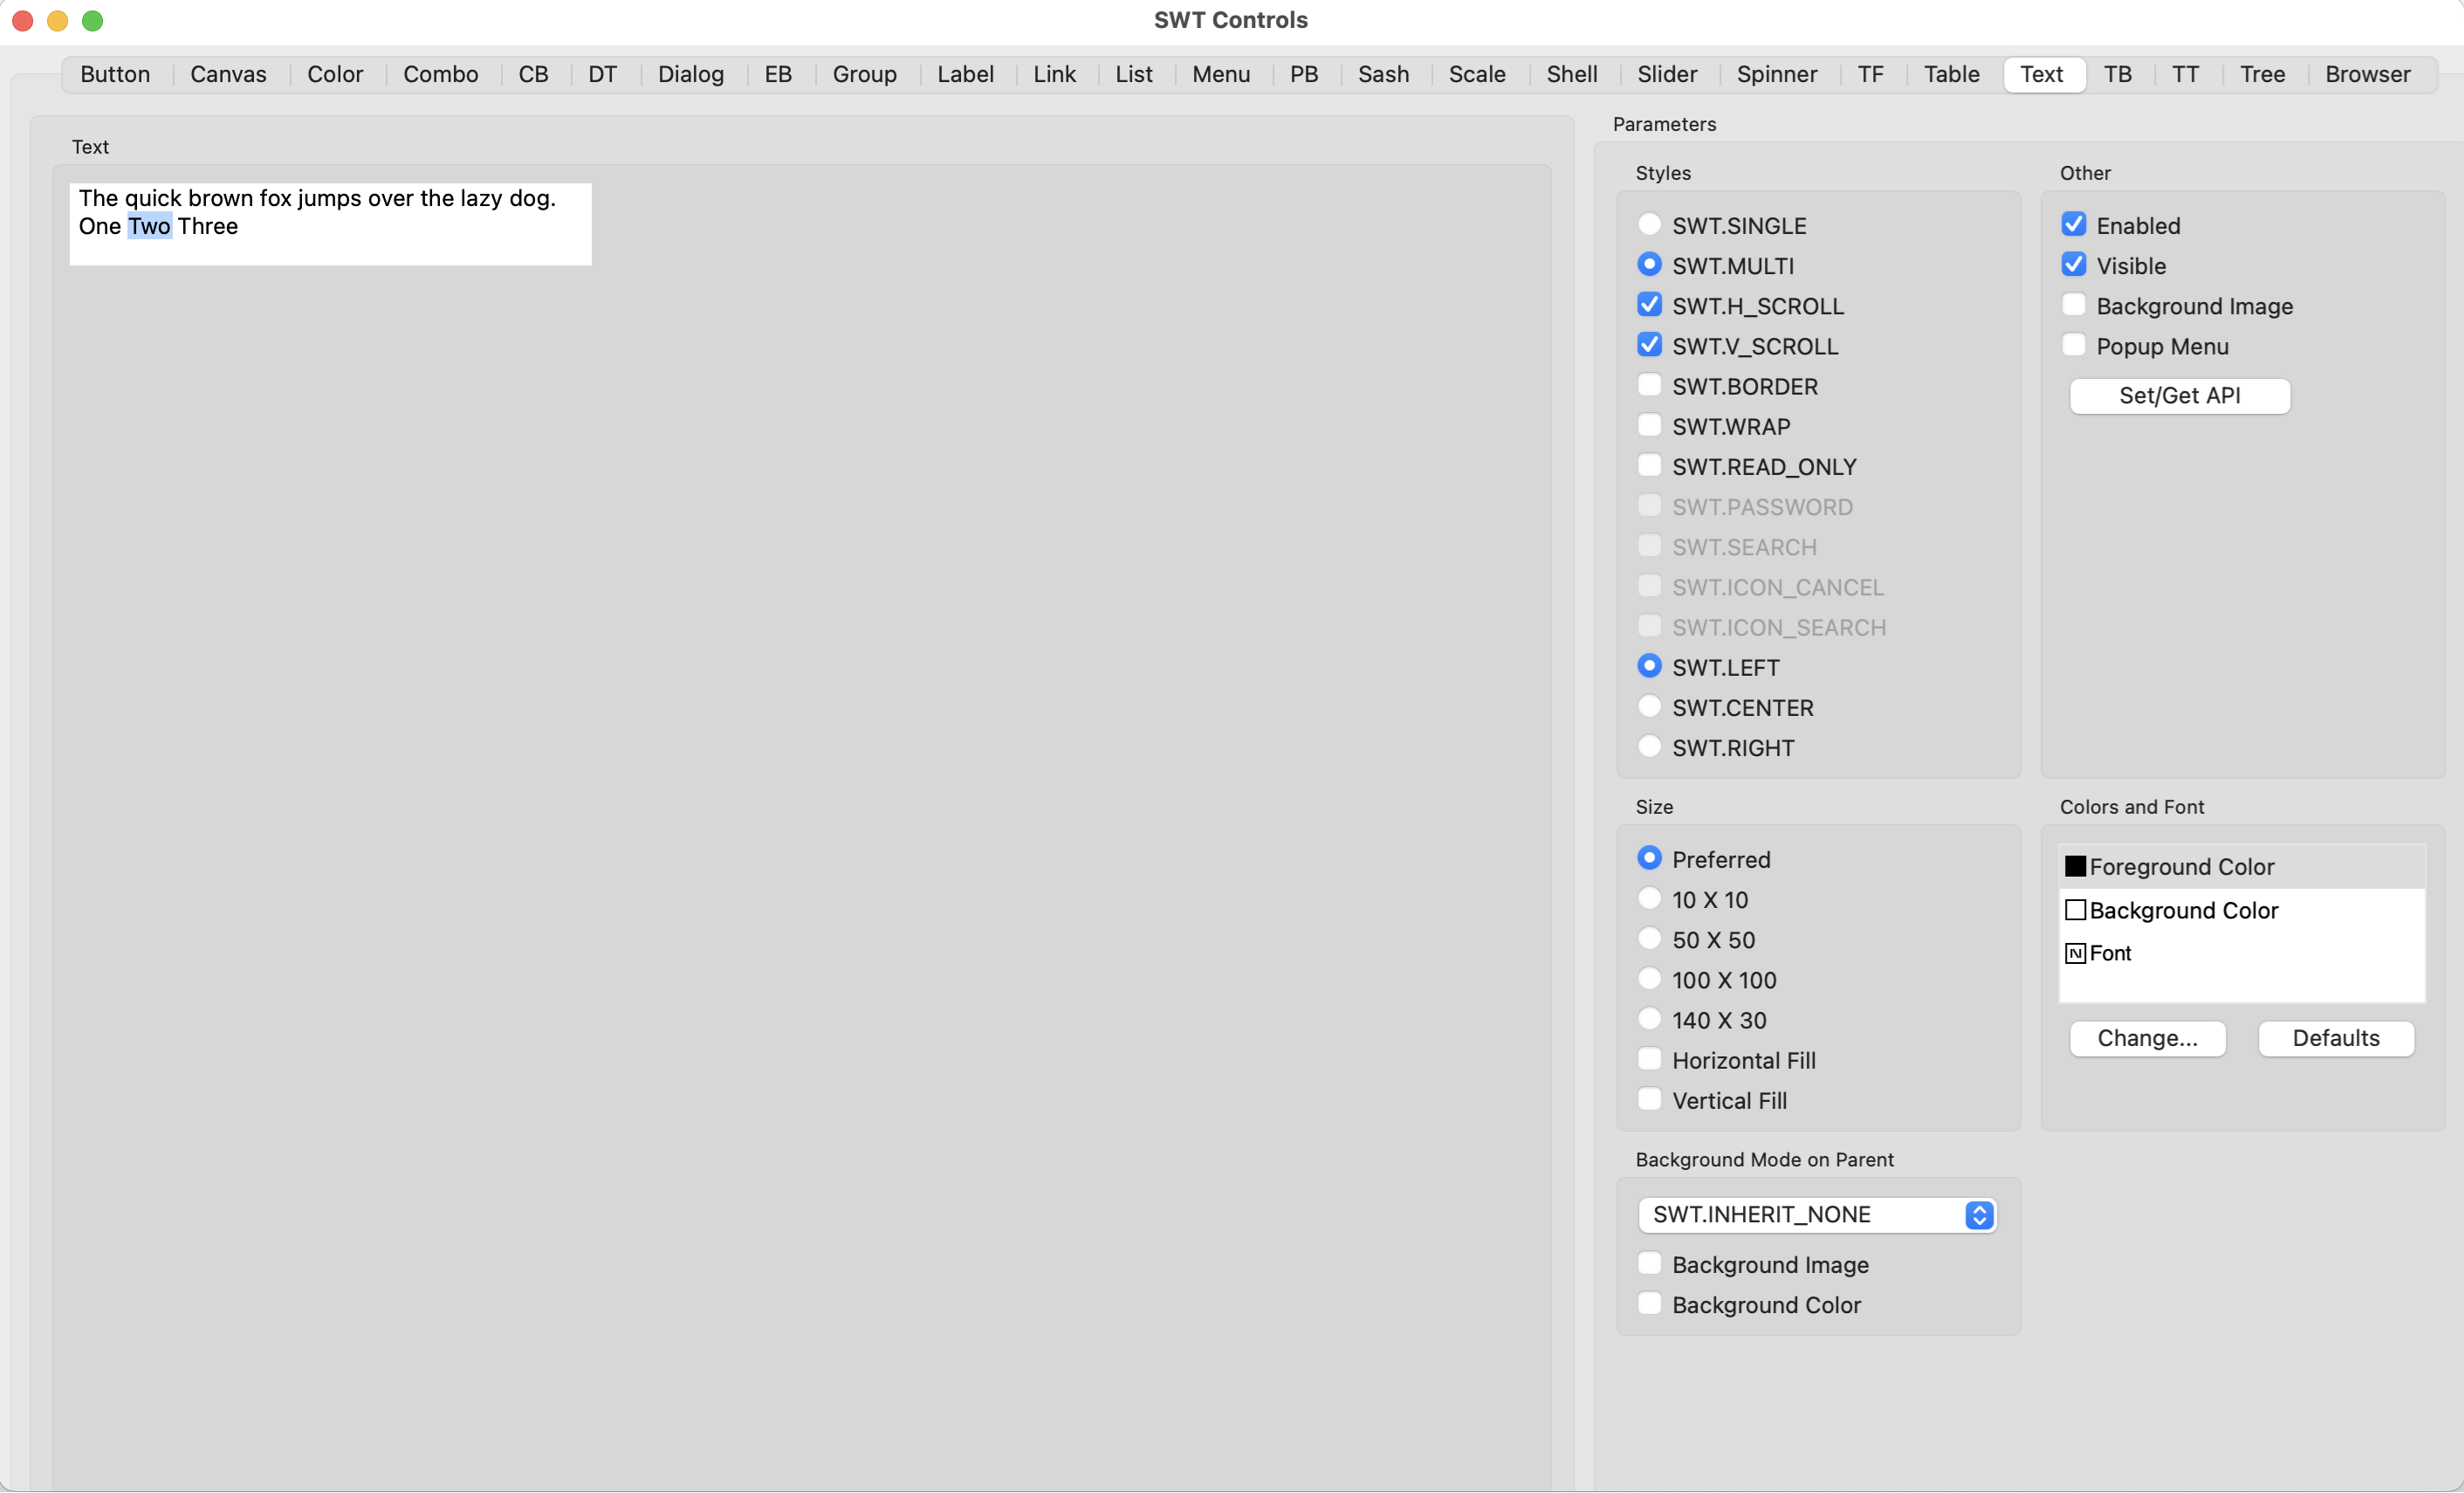 SWT Controls
Button Canvas Color Combo CB DT Dialog EB Group Label Link List Menu PB Sash Scale Shell Slider Spinner TF Table Text TB TT Tree Browser
Text
The quick brown fox jumps over the lazy dog.
One Two Three
Parameters
Styles
SWT.SINGLE
SWT.MULTI
SWT.H_SCROLL
SWT.V_SCROLL
SWT.BORDER
SWT.WRAP
SWT.READ_ONLY
SWT.PASSWORD
SWT.SEARCH
SWT.ICON_CANCEL
SWT.ICON_SEARCH
SWT.LEFT
SWT.CENTER
SWT.RIGHT
Other
Enabled
Visible
Background Image
Popup Menu
Set/Get API
Size
Preferred
10 X 10
50 X 50
100 X 100
140 X 30
Horizontal Fill
Vertical Fill
Colors and Font
Foreground Color
Background Color
N Font
Change... Defaults
Background Mode on Parent
SWT.INHERIT_NONE
Background Image
Background Color